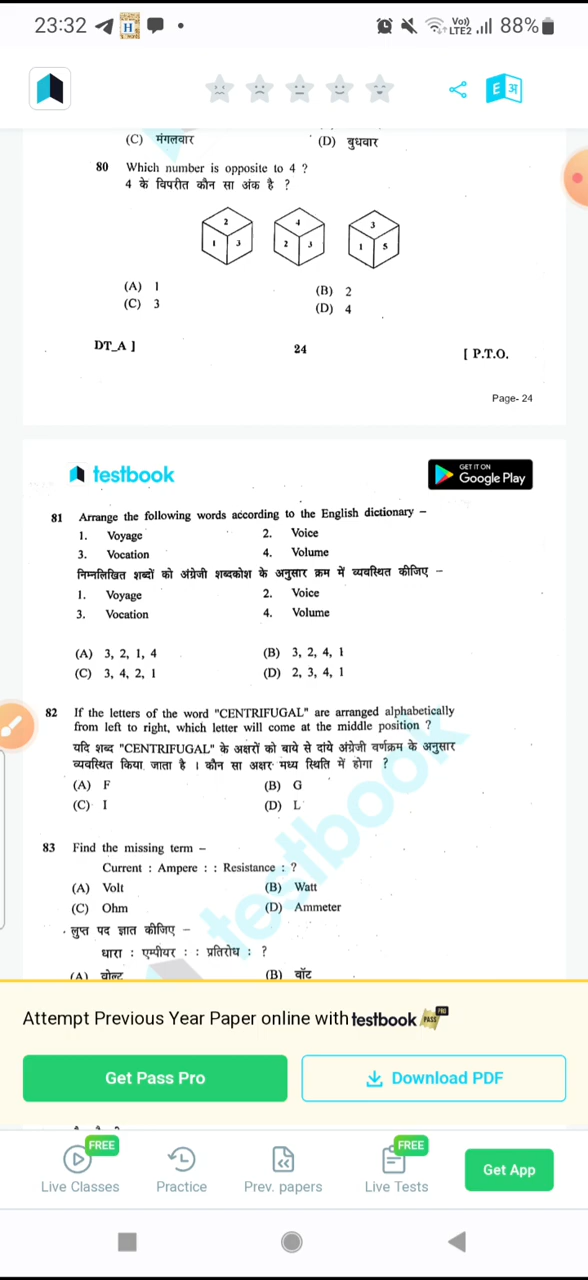 23:32
H
Vo))
LTE2
88%
E अ
(C) मंगलवार (D) बुधवार
80 Which number is opposite to 4 ?
4 के विपरीत कौन सा अंक है ?
2 4 3
1 3 2 3 1 5
(A) 1 (B) 2
(C) 3 (D) 4
DT_A ] 24 [ P.T.O.
Page- 24
testbook
GET IT ON
Google Play
81 Arrange the following words according to the English dictionary –
1. Voyage 2. Voice
3. Vocation 4. Volume
निम्नलिखित शब्दों को अंग्रेजी शब्दकोश के अनुसार क्रम में व्यवस्थित कीजिए –
1. Voyage 2. Voice
3. Vocation 4. Volume
(A) 3, 2, 1, 4 (B) 3, 2, 4, 1
(C) 3, 4, 2, 1 (D) 2, 3, 4, 1
82 If the letters of the word "CENTRIFUGAL" are arranged alphabetically
from left to right, which letter will come at the middle position ?
यदि शब्द "CENTRIFUGAL" के अक्षरों को बाये से दांये अंग्रेजी वर्णक्रम के अनुसार
व्यवस्थित किया जाता है । कौन सा अक्षर मध्य स्थिति में होगा ?
(A) F (B) G
(C) I (D) L
83 Find the missing term –
Current : Ampere : : Resistance : ?
(A) Volt (B) Watt
(C) Ohm (D) Ammeter
लुप्त पद ज्ञात कीजिए –
धारा : एम्पीयर : : प्रतिरोध : ?
(A) वोल्ट (B) वॉट
testbook
Attempt Previous Year Paper online with testbook PASS PRO
Get Pass Pro
Download PDF
FREE FREE
Live Classes Practice Prev. papers Live Tests Get App